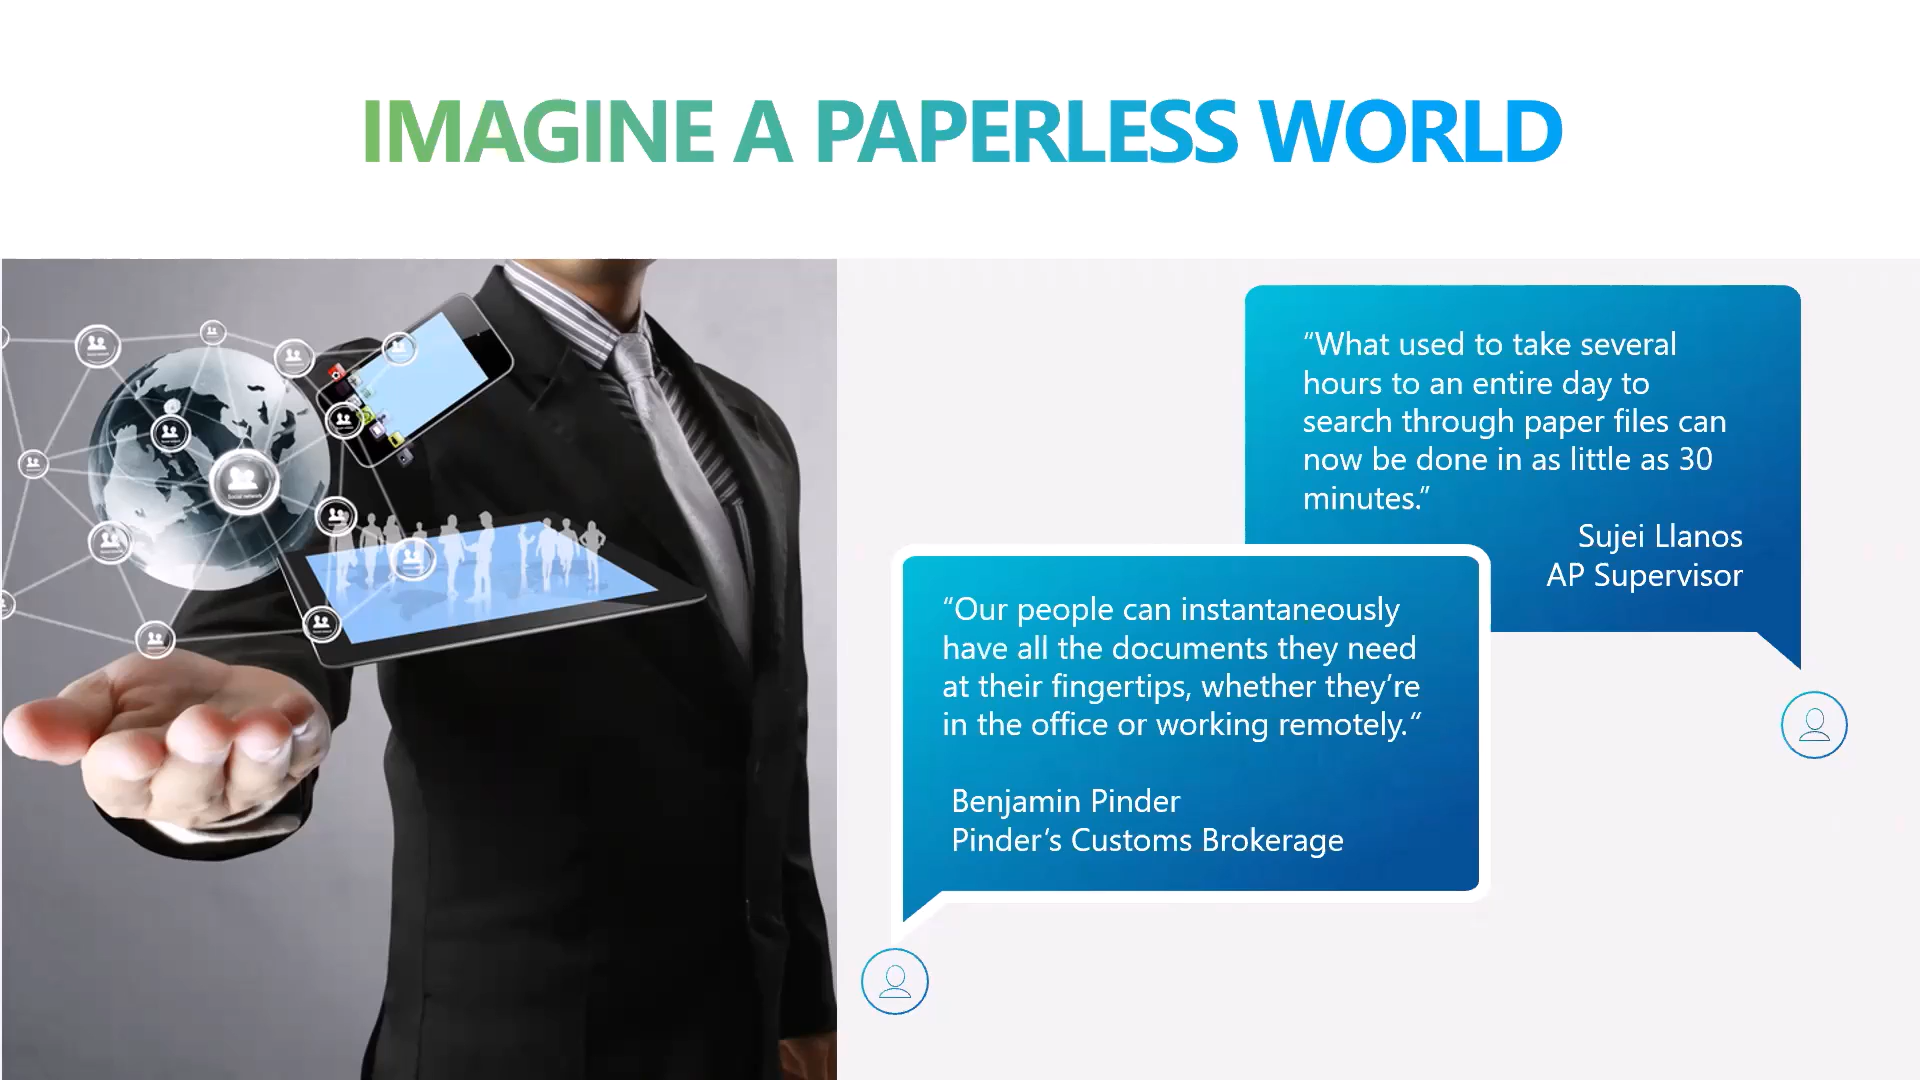 IMAGINE A PAPERLESS WORLD
“What used to take several
hours to an entire day to
search through paper files can
now be done in as little as 30
minutes.”
Sujei Llanos
AP Supervisor
“Our people can instantaneously
have all the documents they need
at their fingertips, whether they’re
in the office or working remotely.“
Benjamin Pinder
Pinder’s Customs Brokerage
Social network